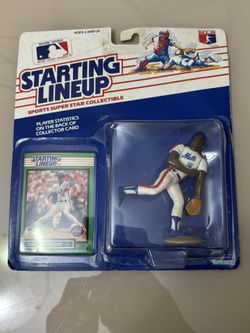 AGES 4 AND UP
STARTING
LINEUP
SPORTS SUPER STAR COLLECTIBLE
PLAYER STATISTICS
ON THE BACK OF
COLLECTOR CARD
STARTING
LINEUP
Mets
Kenner